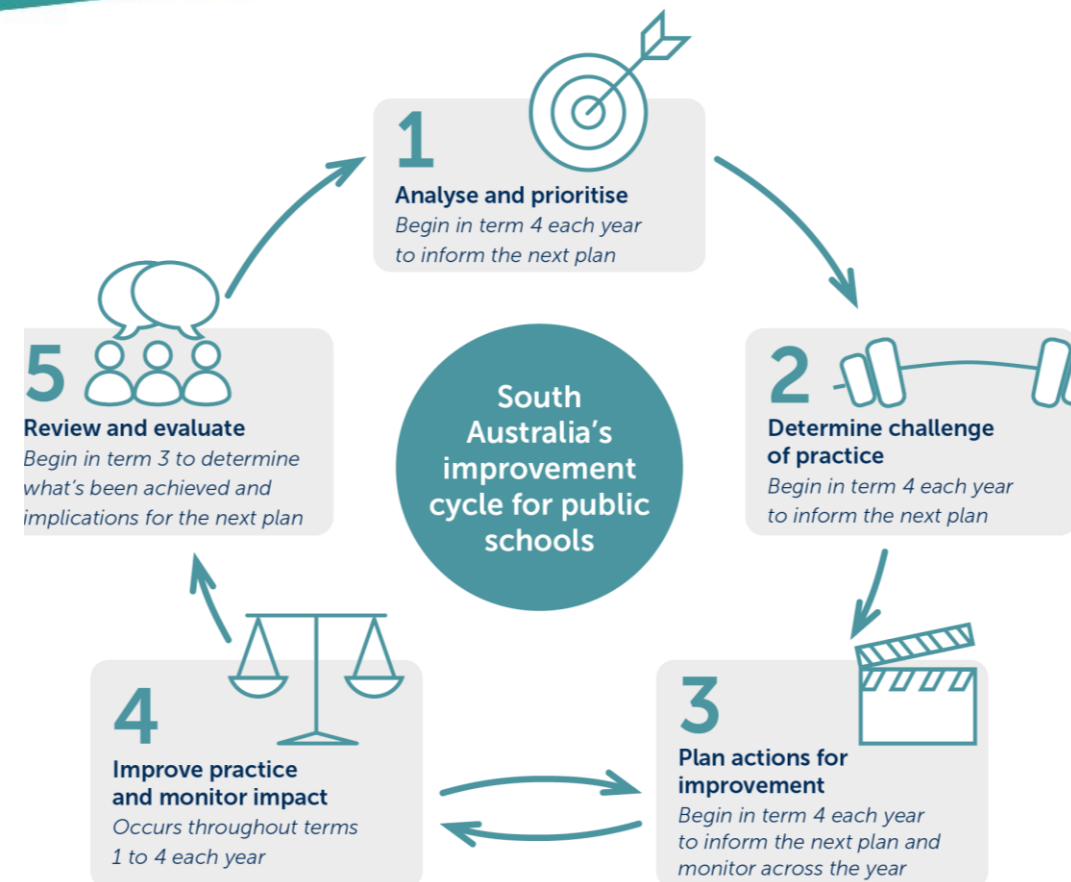 1
Analyse and prioritise
Begin in term 4 each year
to inform the next plan
2
Determine challenge
of practice
Begin in term 4 each year
to inform the next plan
3
Plan actions for
improvement
Begin in term 4 each year
to inform the next plan and
monitor across the year
4
Improve practice
and monitor impact
Occurs throughout terms
1 to 4 each year
5
Review and evaluate
Begin in term 3 to determine
what's been achieved and
implications for the next plan
South
Australia's
improvement
cycle for public
schools